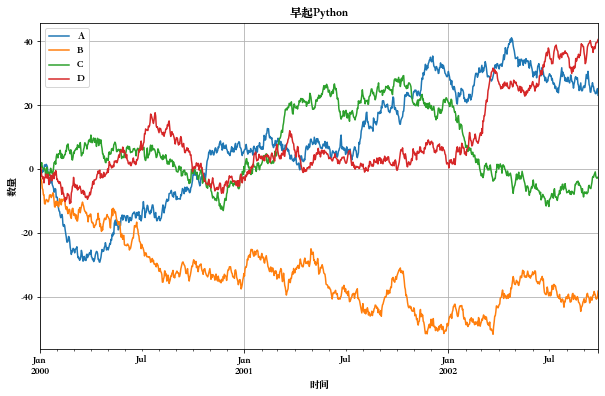 早起Python
A
B
C
D
40
20
0
-20
-40
数量
Jan
2000
Jul
Jan
2001
Jul
Jan
2002
Jul
时间